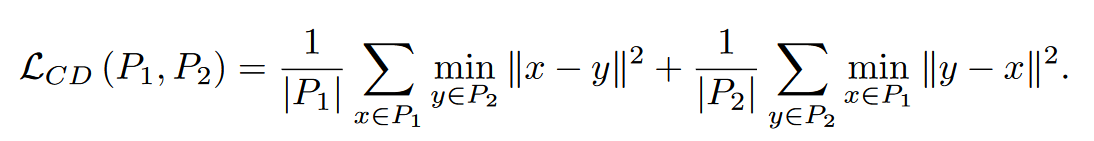 $\mathcal{L}_{CD}\,(P_1, P_2) = \frac{1}{|P_1|} \sum_{x \in P_1} \min_{y \in P_2} \|x - y\|^2 + \frac{1}{|P_2|} \sum_{y \in P_2} \min_{x \in P_1} \|y - x\|^2.$